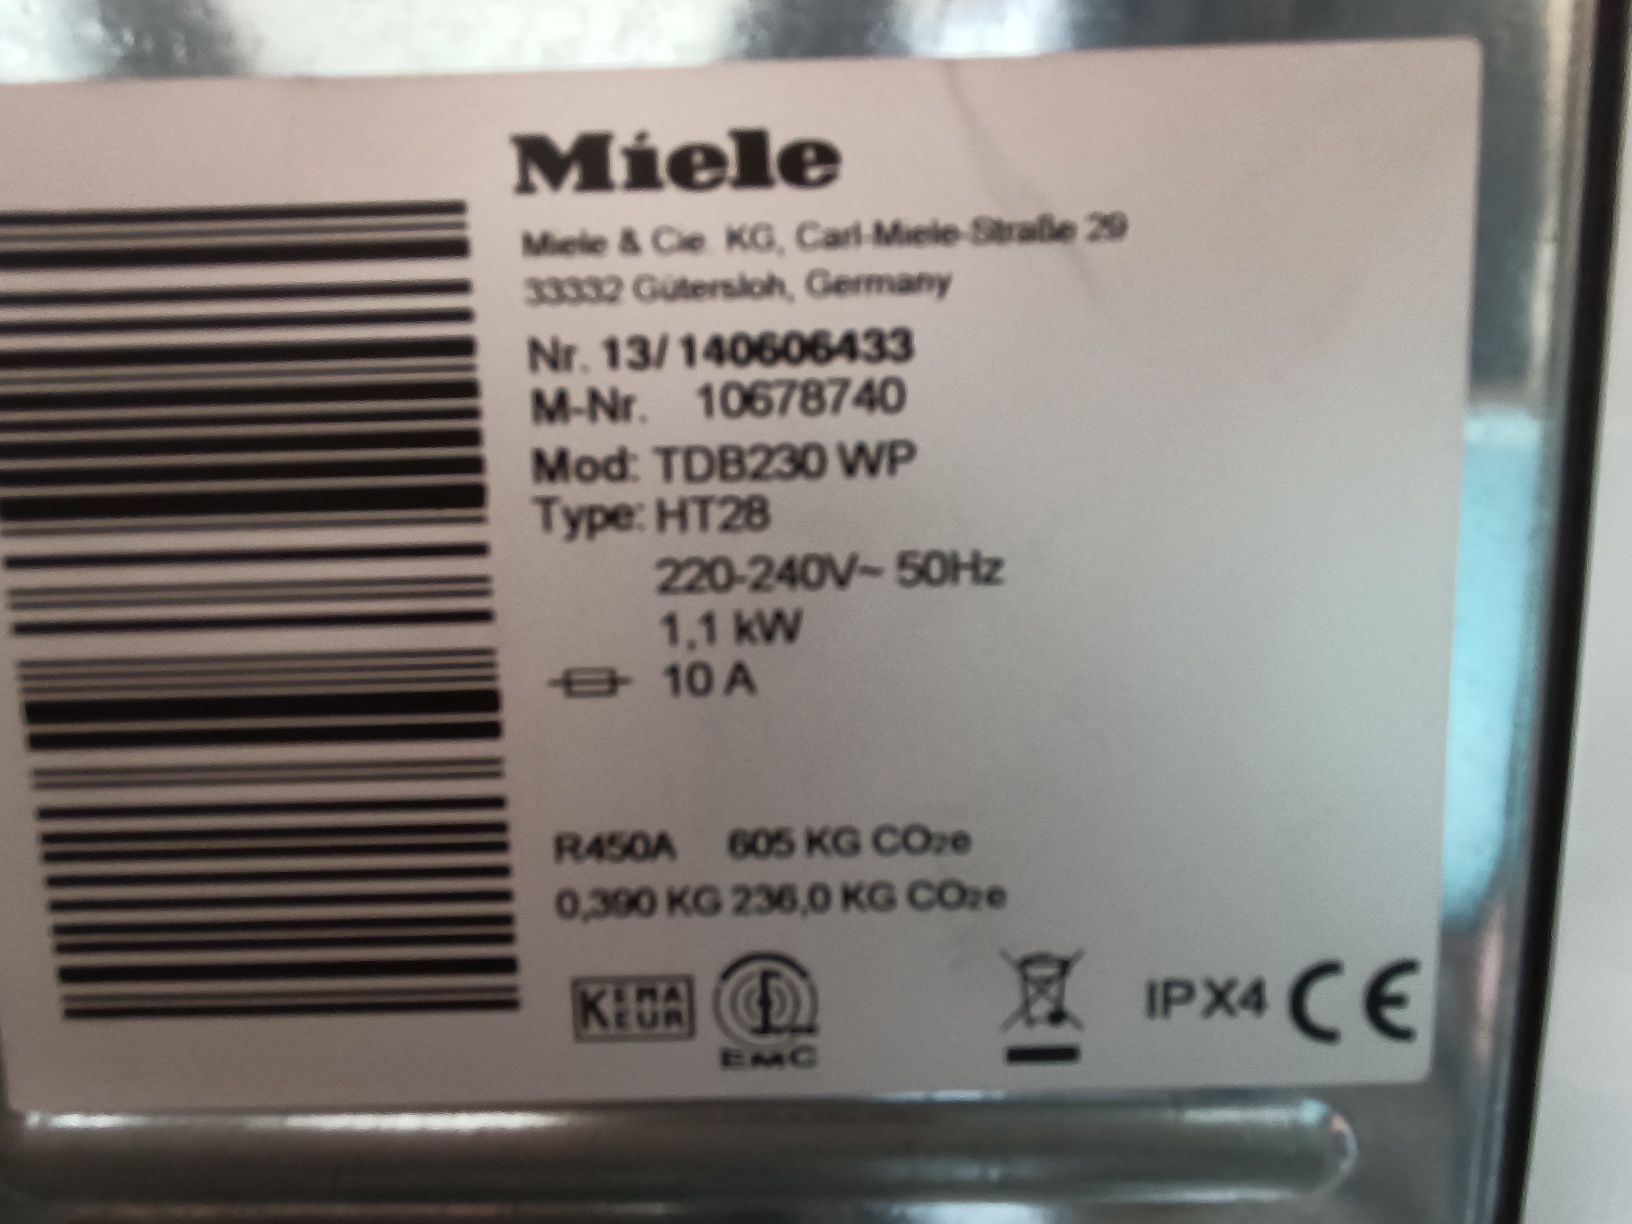 Miele
Miele & Cie. KG, Carl-Miele-Straße 29
33332 Gütersloh, Germany
Nr. 13/ 140606433
M-Nr. 10678740
Mod: TDB230 WP
Type: HT28
220-240V~ 50Hz
1,1 kW
10 A
R450A 605 KG CO₂e
0,390 KG 236,0 KG CO₂e
KEMA
EUR
EMC
IPX4 CE